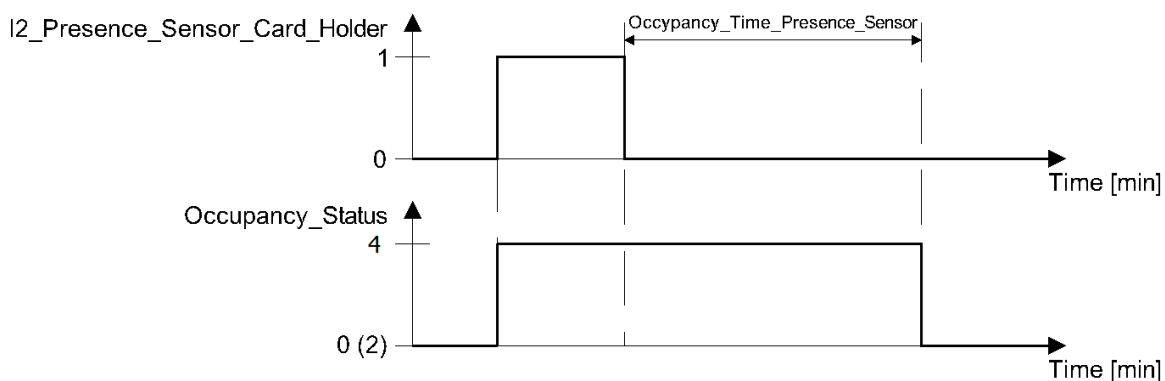 I2_Presence_Sensor_Card_Holder
Occypancy_Time_Presence_Sensor
1
0
Time [min]
Occupancy_Status
4
0 (2)
Time [min]